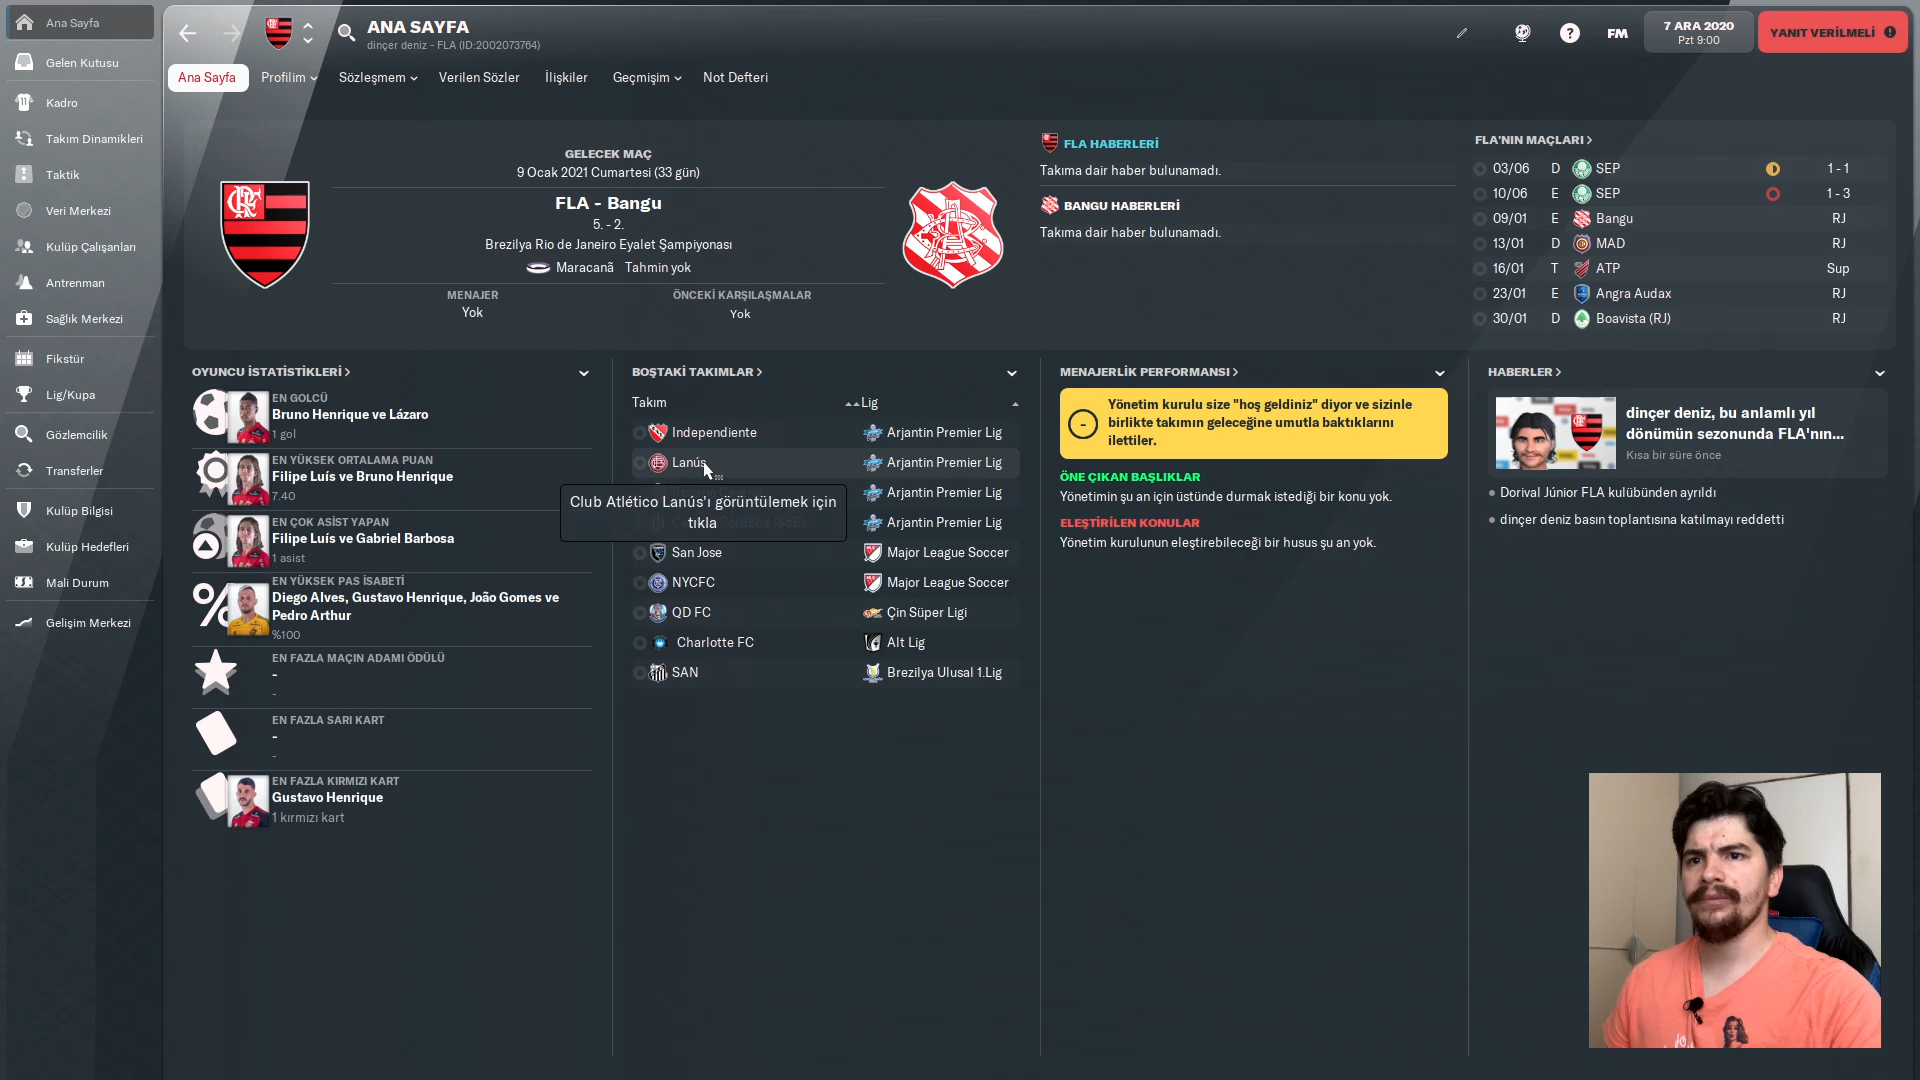 Ana Sayfa
Gelen Kutusu
Kadro
Takım Dinamikleri
Taktik
Veri Merkezi
Kulüp Çalışanları
Antrenman
Sağlık Merkezi
Fikstür
Lig/Kupa
Gözlemcilik
Transferler
Kulüp Bilgisi
Kulüp Hedefleri
Mali Durum
Gelişim Merkezi
ANA SAYFA
dinçer deniz - FLA (ID:2002073764)
FM
7 ARA 2020
Pzt 9:00
YANIT VERİLMELİ
Ana Sayfa
Profilim
Sözleşmem
Verilen Sözler
İlişkiler
Geçmişim
Not Defteri
GELECEK MAÇ
9 Ocak 2021 Cumartesi (33 gün)
FLA - Bangu
5. - 2.
Brezilya Rio de Janeiro Eyalet Şampiyonası
Maracanã Tahmin yok
MENAJER
Yok
ÖNCEKİ KARŞILAŞMALAR
Yok
FLA HABERLERİ
Takıma dair haber bulunamadı.
BANGU HABERLERİ
Takıma dair haber bulunamadı.
FLA'NIN MAÇLARI
03/06 D SEP 1 - 1
10/06 E SEP 1 - 3
09/01 E Bangu RJ
13/01 D MAD RJ
16/01 T ATP Sup
23/01 E Angra Audax RJ
30/01 D Boavista (RJ) RJ
OYUNCU İSTATİSTİKLERİ
EN GOLCÜ
Bruno Henrique ve Lázaro
1 gol
EN YÜKSEK ORTALAMA PUAN
Filipe Luís ve Bruno Henrique
7.40
EN ÇOK ASİST YAPAN
Filipe Luís ve Gabriel Barbosa
1 asist
EN YÜKSEK PAS İSABETİ
Diego Alves, Gustavo Henrique, João Gomes ve
Pedro Arthur
%100
EN FAZLA MAÇIN ADAMI ÖDÜLÜ
-
-
EN FAZLA SARI KART
-
-
EN FAZLA KIRMIZI KART
Gustavo Henrique
1 kırmızı kart
BOŞTAKİ TAKIMLAR
Takım Lig
Independiente Arjantin Premier Lig
Lanús Arjantin Premier Lig
Arjantin Premier Lig
Arjantin Premier Lig
Club Atlético Lanús'ı görüntülemek için
tıkla
San Jose Major League Soccer
NYCFC Major League Soccer
QD FC Çin Süper Ligi
Charlotte FC Alt Lig
SAN Brezilya Ulusal 1.Lig
MENAJERLİK PERFORMANSI
Yönetim kurulu size "hoş geldiniz" diyor ve sizinle
birlikte takımın geleceğine umutla baktıklarını
ilettiler.
ÖNE ÇIKAN BAŞLIKLAR
Yönetimin şu an için üstünde durmak istediği bir konu yok.
ELEŞTİRİLEN KONULAR
Yönetim kurulunun eleştirebileceği bir husus şu an yok.
HABERLER
dinçer deniz, bu anlamlı yıl
dönümün sezonunda FLA'nın...
Kısa bir süre önce
Dorival Júnior FLA kulübünden ayrıldı
dinçer deniz basın toplantısına katılmayı reddetti